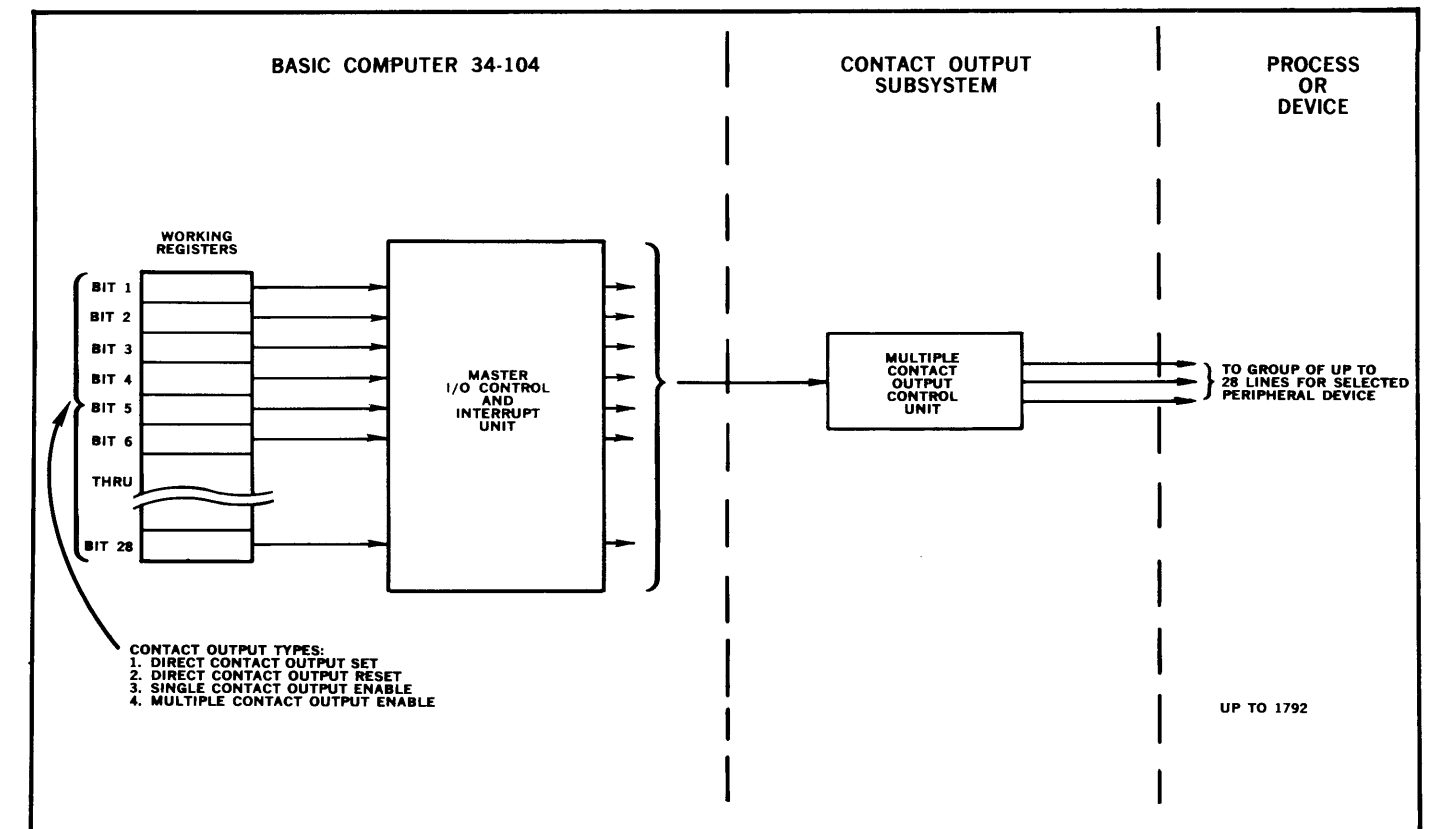 BASIC COMPUTER 34-104
CONTACT OUTPUT
SUBSYSTEM
PROCESS
OR
DEVICE
WORKING
REGISTERS
BIT 1
BIT 2
BIT 3
BIT 4
BIT 5
BIT 6
THRU
BIT 28
MASTER
I/O CONTROL
AND
INTERRUPT
UNIT
MULTIPLE
CONTACT
OUTPUT
CONTROL
UNIT
TO GROUP OF UP TO
28 LINES FOR SELECTED
PERIPHERAL DEVICE
CONTACT OUTPUT TYPES:
1. DIRECT CONTACT OUTPUT SET
2. DIRECT CONTACT OUTPUT RESET
3. SINGLE CONTACT OUTPUT ENABLE
4. MULTIPLE CONTACT OUTPUT ENABLE
UP TO 1792